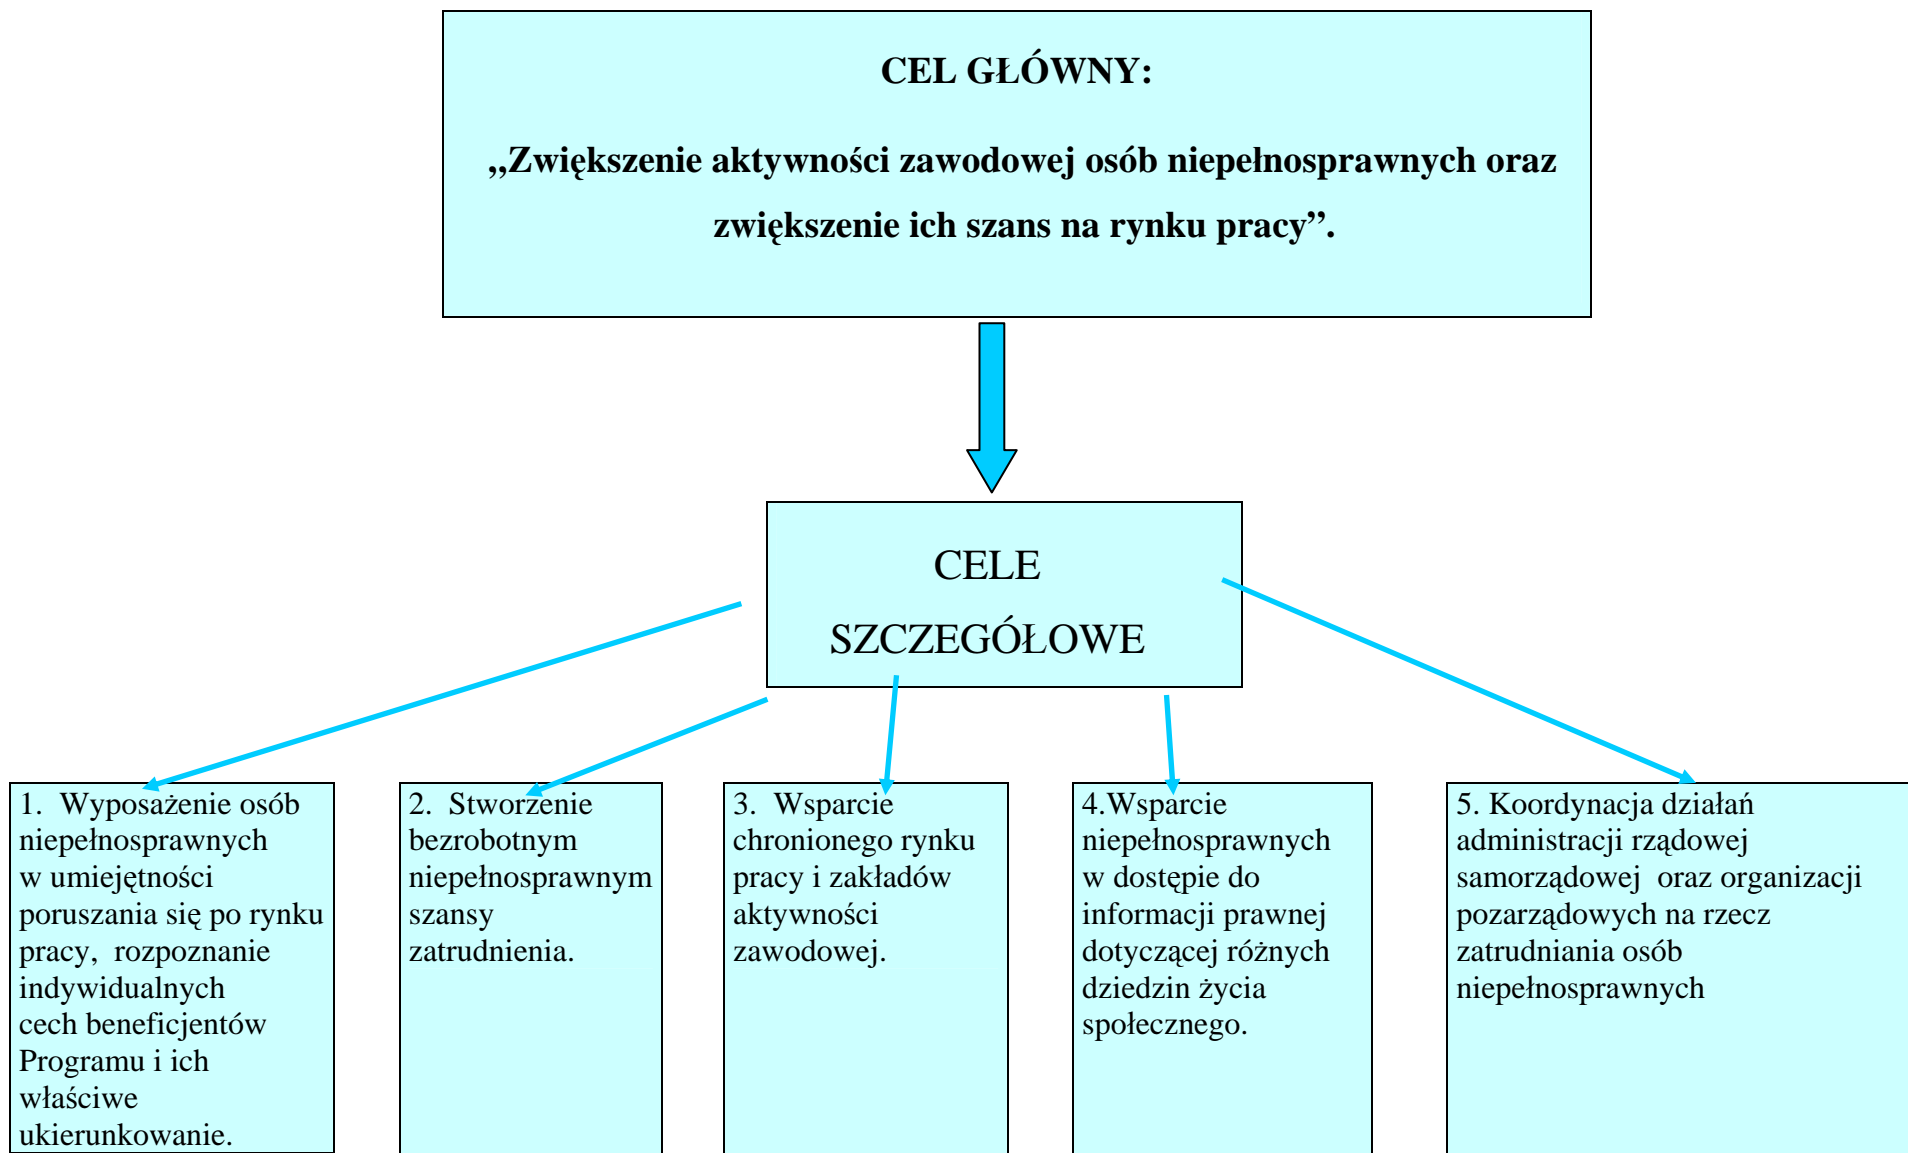 CEL GŁÓWNY:
„Zwiększenie aktywności zawodowej osób niepełnosprawnych oraz
zwiększenie ich szans na rynku pracy”.
CELE
SZCZEGÓŁOWE
1. Wyposażenie osób
niepełnosprawnych
w umiejętności
poruszania się po rynku
pracy, rozpoznanie
indywidualnych
cech beneficjentów
Programu i ich
właściwe
ukierunkowanie.
2. Stworzenie
bezrobotnym
niepełnosprawnym
szansy
zatrudnienia.
3. Wsparcie
chronionego rynku
pracy i zakładów
aktywności
zawodowej.
4.Wsparcie
niepełnosprawnych
w dostępie do
informacji prawnej
dotyczącej różnych
dziedzin życia
społecznego.
5. Koordynacja działań
administracji rządowej
samorządowej oraz organizacji
pozarządowych na rzecz
zatrudniania osób
niepełnosprawnych